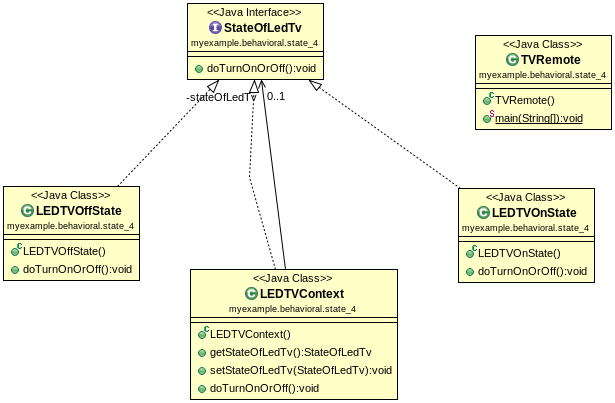 <<Java Interface>>
I StateOfLedTv
myexample.behavioral.state_4
doTurnOnOrOff():void
<<Java Class>>
C TVRemote
myexample.behavioral.state_4
c TVRemote()
s main(String[]):void
-stateOfLedTv 0..1
<<Java Class>>
C LEDTVOffState
myexample.behavioral.state_4
c LEDTVOffState()
doTurnOnOrOff():void
<<Java Class>>
C LEDTVOnState
myexample.behavioral.state_4
c LEDTVOnState()
doTurnOnOrOff():void
<<Java Class>>
C LEDTVContext
myexample.behavioral.state_4
c LEDTVContext()
getStateOfLedTv():StateOfLedTv
setStateOfLedTv(StateOfLedTv):void
doTurnOnOrOff():void